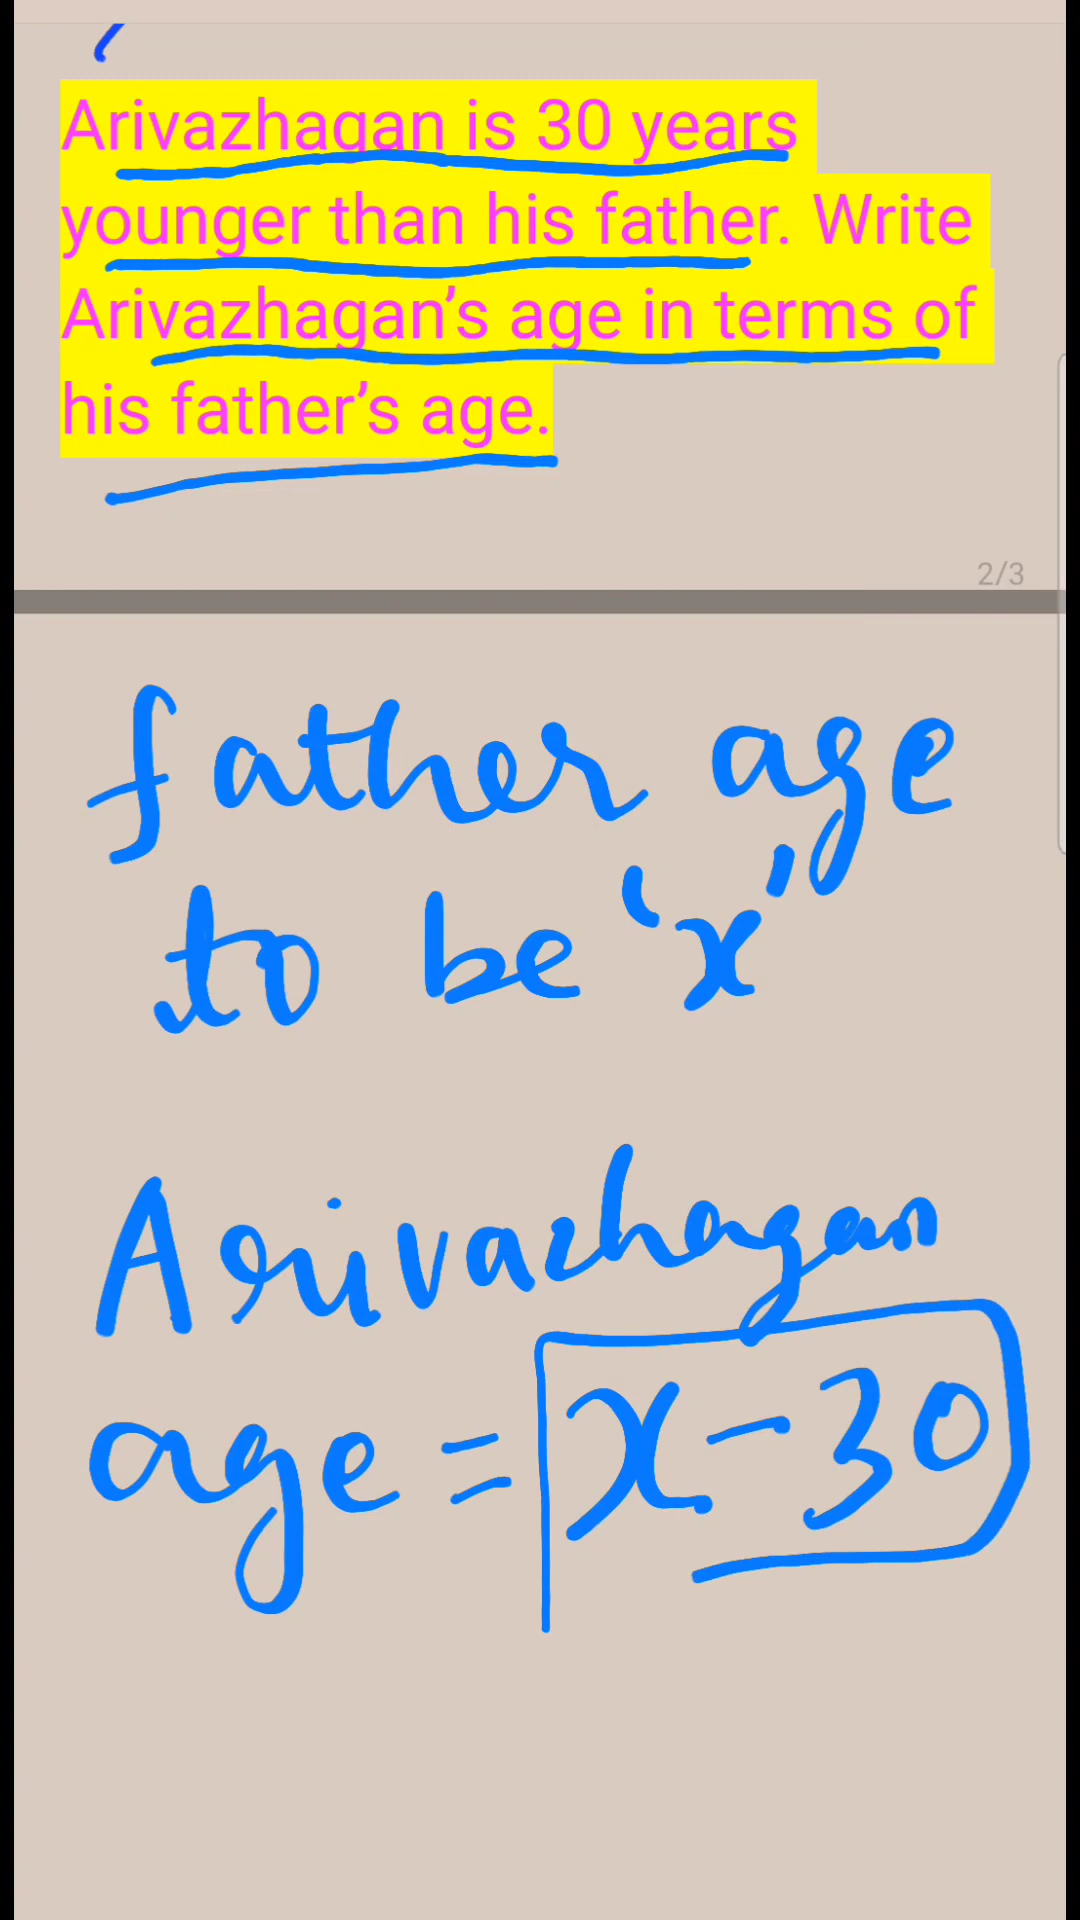 Arivazhagan is 30 years
younger than his father. Write
Arivazhagan’s age in terms of
his father’s age.
2/3
father age
to be ‘x’
Arivazhagan
age = x - 30